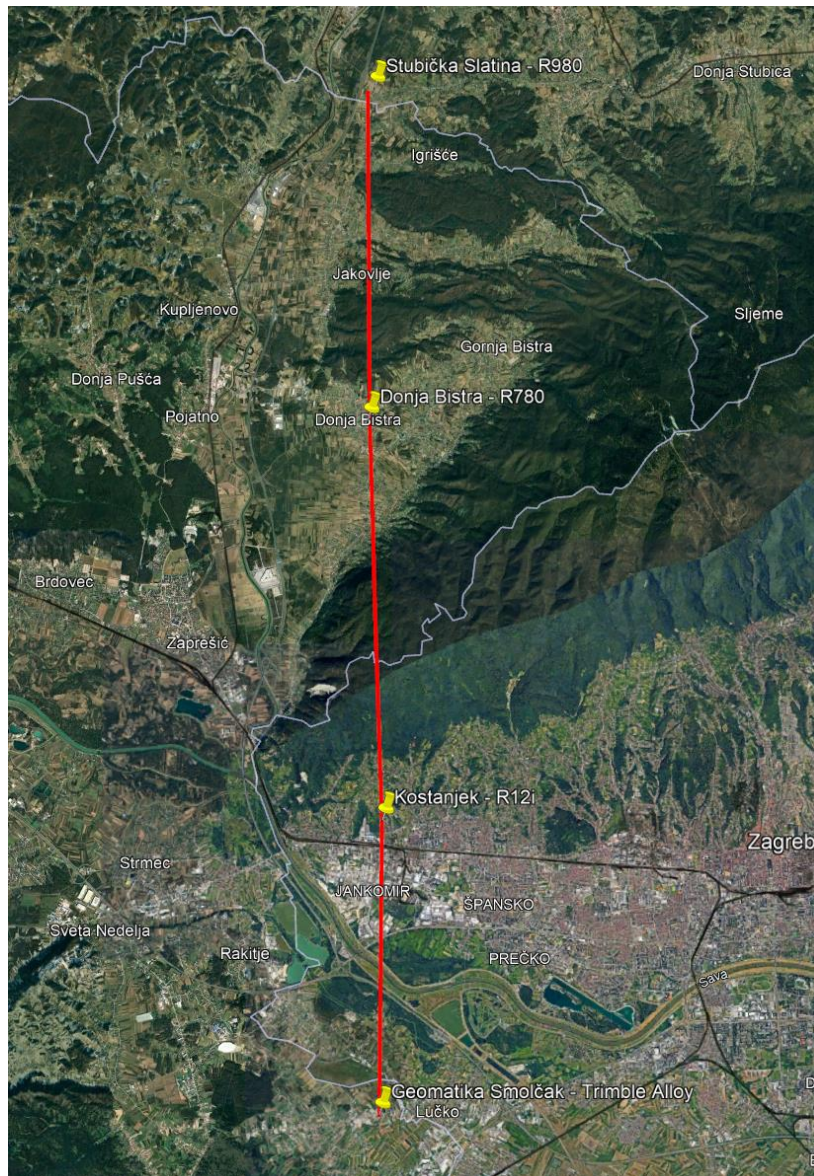 Stubička Slatina - R980
Donja Stubica
Igrišće
Jakovlje
Kupljenovo
Sljeme
Gornja Bistra
Donja Pušća
Donja Bistra - R780
Pojatno
Donja Bistra
Brdovec
Zaprešić
Kostanjek - R12i
Zagreb
Strmec
JANKOMIR
ŠPANSKO
Sveta Nedelja
Rakitje
PREČKO
Sava
Geomatika Smolčak - Trimble Alloy
Lučko